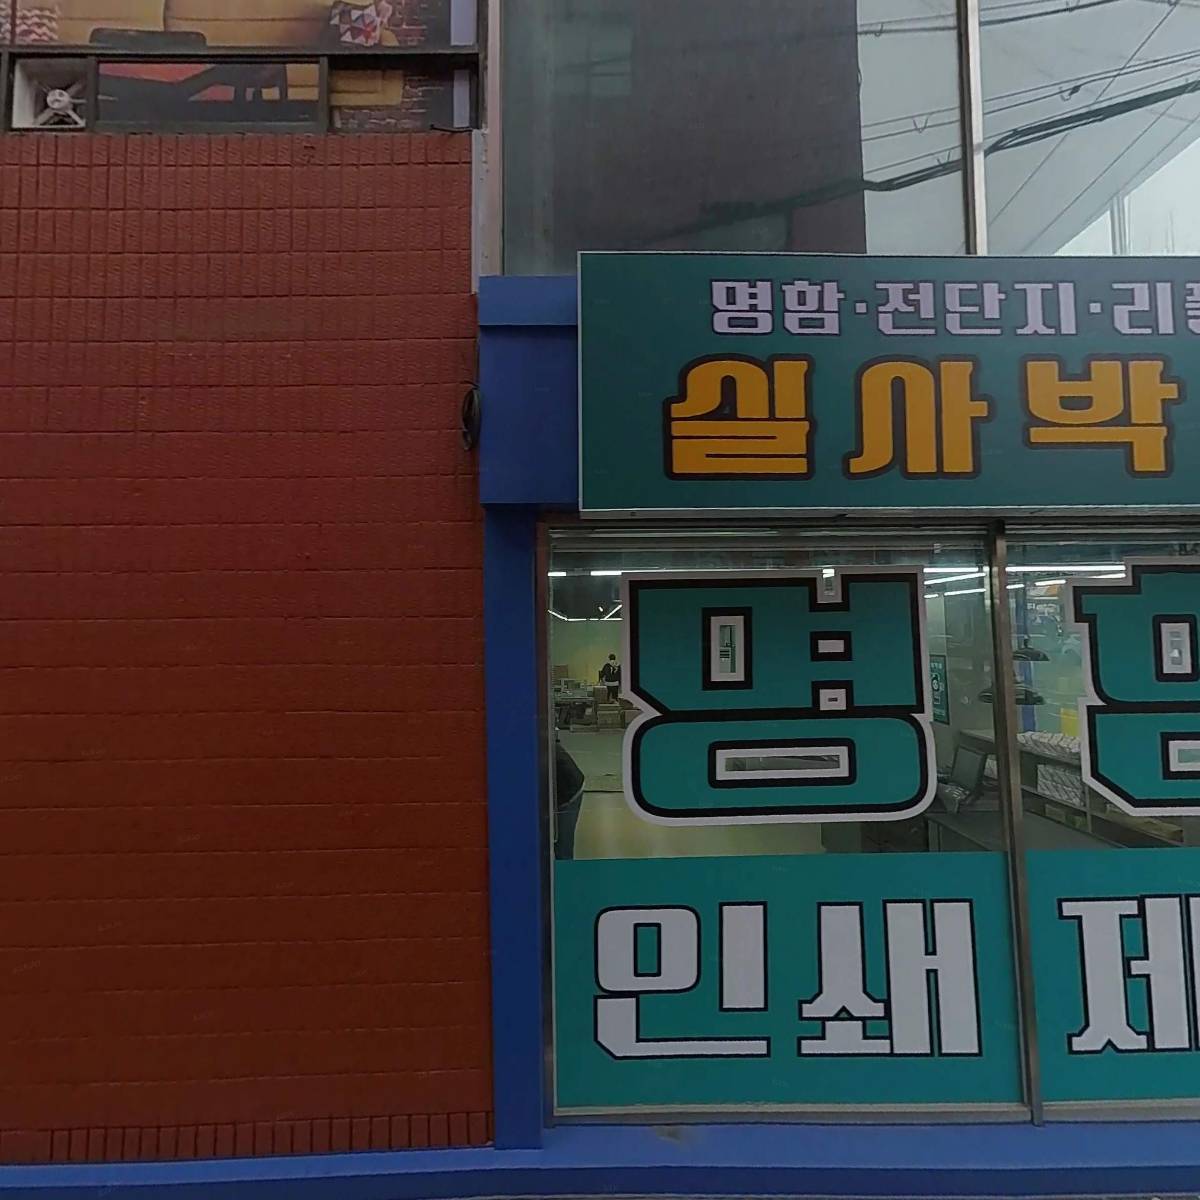 명함·전단지·리
실사박
명
인쇄 제